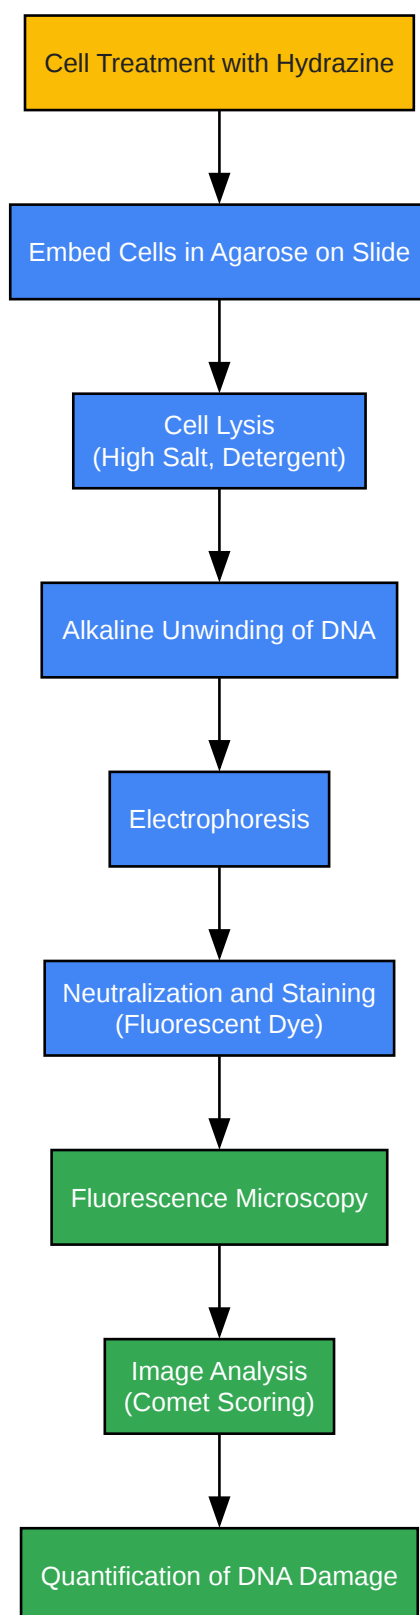 Cell Treatment with Hydrazine
Embed Cells in Agarose on Slide
Cell Lysis
(High Salt, Detergent)
Alkaline Unwinding of DNA
Electrophoresis
Neutralization and Staining
(Fluorescent Dye)
Fluorescence Microscopy
Image Analysis
(Comet Scoring)
Quantification of DNA Damage